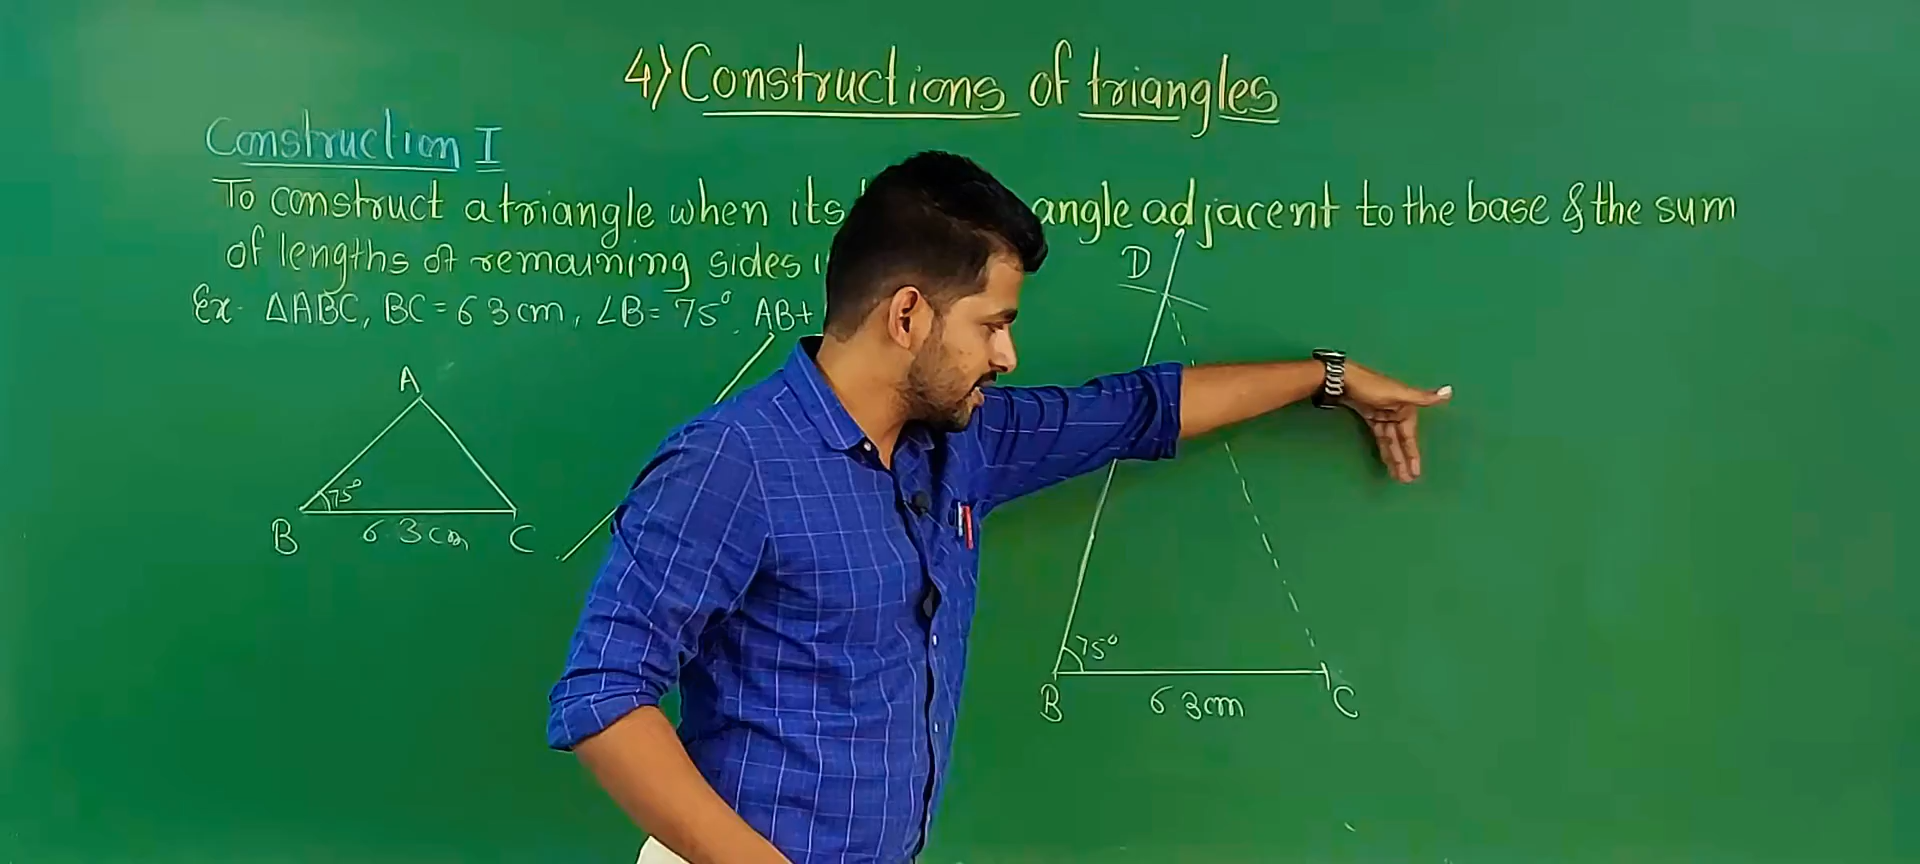 4) Constructions of triangles
Construction I
To construct a triangle when its angle adjacent to the base & the sum
of lengths of remaining sides
Ex- ΔABC, BC = 6 3 cm, ∠B = 75°, AB+
A
75°
B 6.3 cm C
D
75°
B 6 3cm C